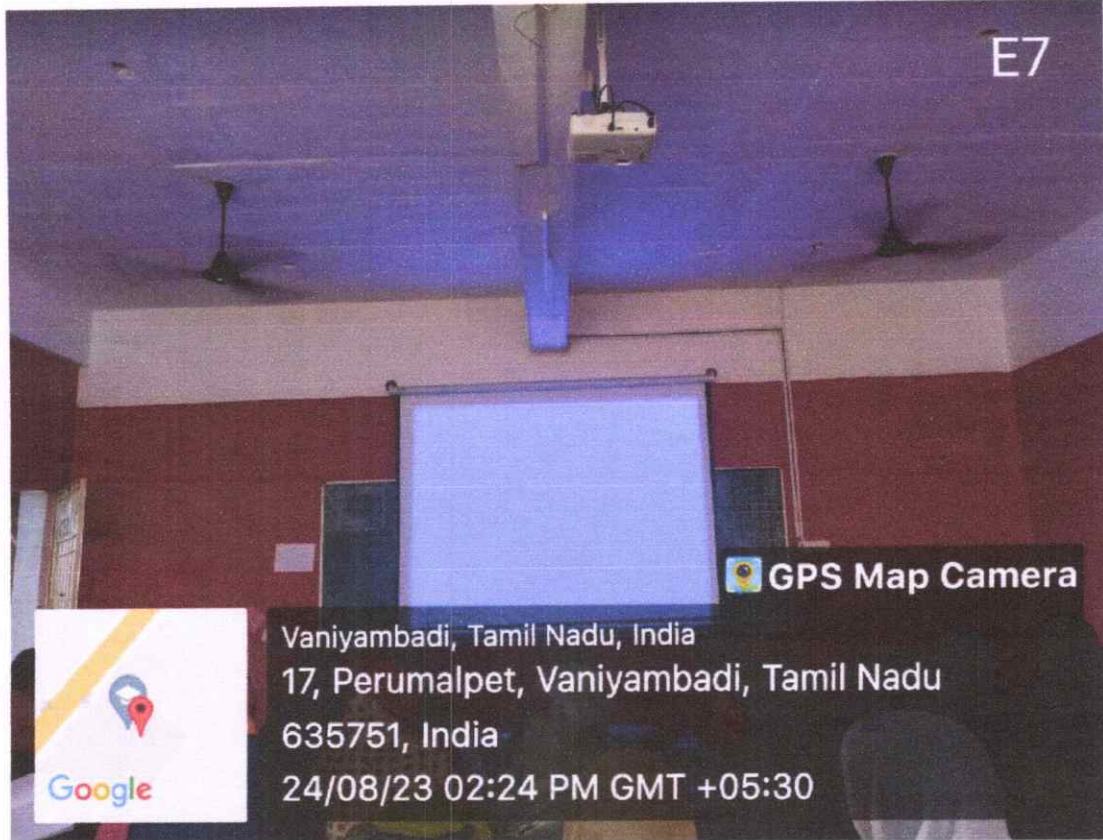 E7
GPS Map Camera
Google
Vaniyambadi, Tamil Nadu, India
17, Perumalpet, Vaniyambadi, Tamil Nadu
635751, India
24/08/23 02:24 PM GMT +05:30